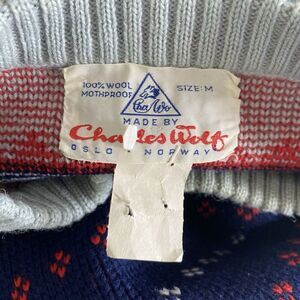 100% WOOL
MOTHPROOF
SIZE: M
Cha Wo
MADE BY
Charles Wolf
OSLO • NORWAY